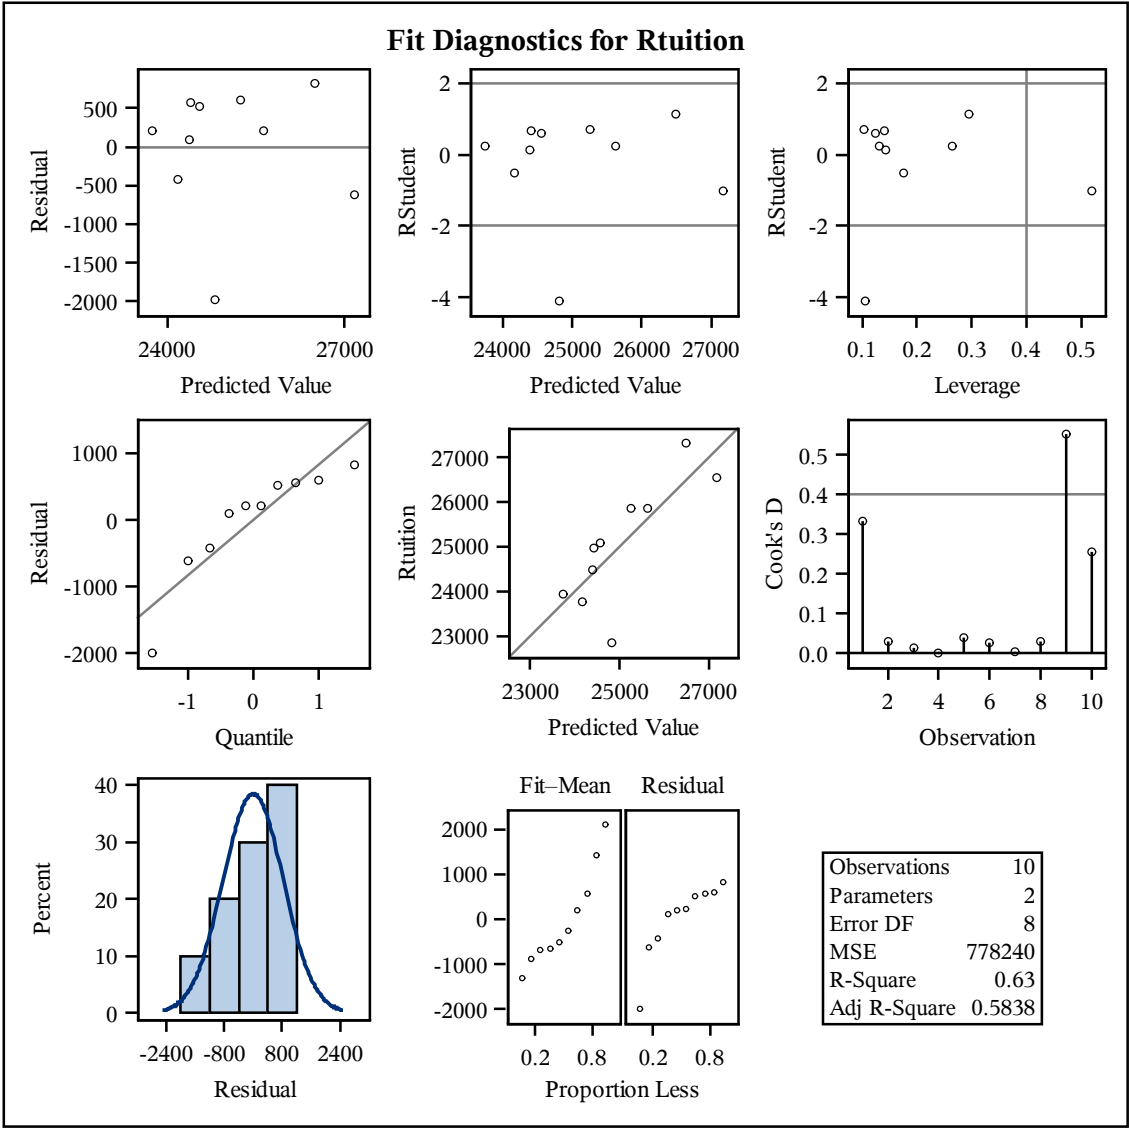 Fit Diagnostics for Rtuition
Residual
500
0
-500
-1000
-1500
-2000
24000 27000
Predicted Value
RStudent
2
0
-2
-4
24000 25000 26000 27000
Predicted Value
RStudent
2
0
-2
-4
0.1 0.2 0.3 0.4 0.5
Leverage
Residual
1000
0
-1000
-2000
-1 0 1
Quantile
Rtuition
27000
26000
25000
24000
23000
23000 25000 27000
Predicted Value
Cook's D
0.5
0.4
0.3
0.2
0.1
0.0
2 4 6 8 10
Observation
Percent
40
30
20
10
0
-2400 -800 800 2400
Residual
Fit–Mean Residual
2000
1000
0
-1000
-2000
0.2 0.8 0.2 0.8
Proportion Less
Observations 10
Parameters 2
Error DF 8
MSE 778240
R-Square 0.63
Adj R-Square 0.5838